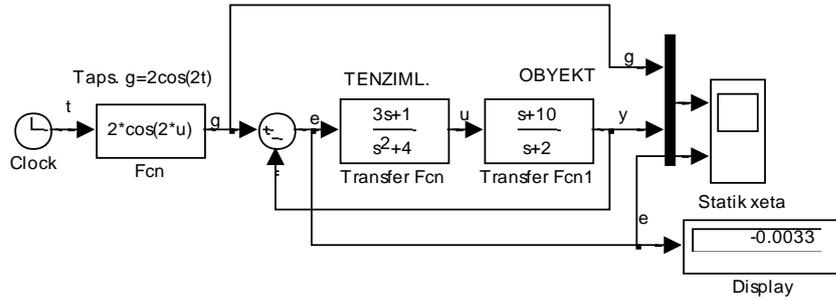 Taps. g=2cos(2t)
TENZIML.
OBYEKT
g
t
2*cos(2*u)
g
e
3s+1
s²+4
u
s+10
s+2
y
Clock
Fcn
Transfer Fcn
Transfer Fcn1
Statik xeta
e
-0.0033
Display